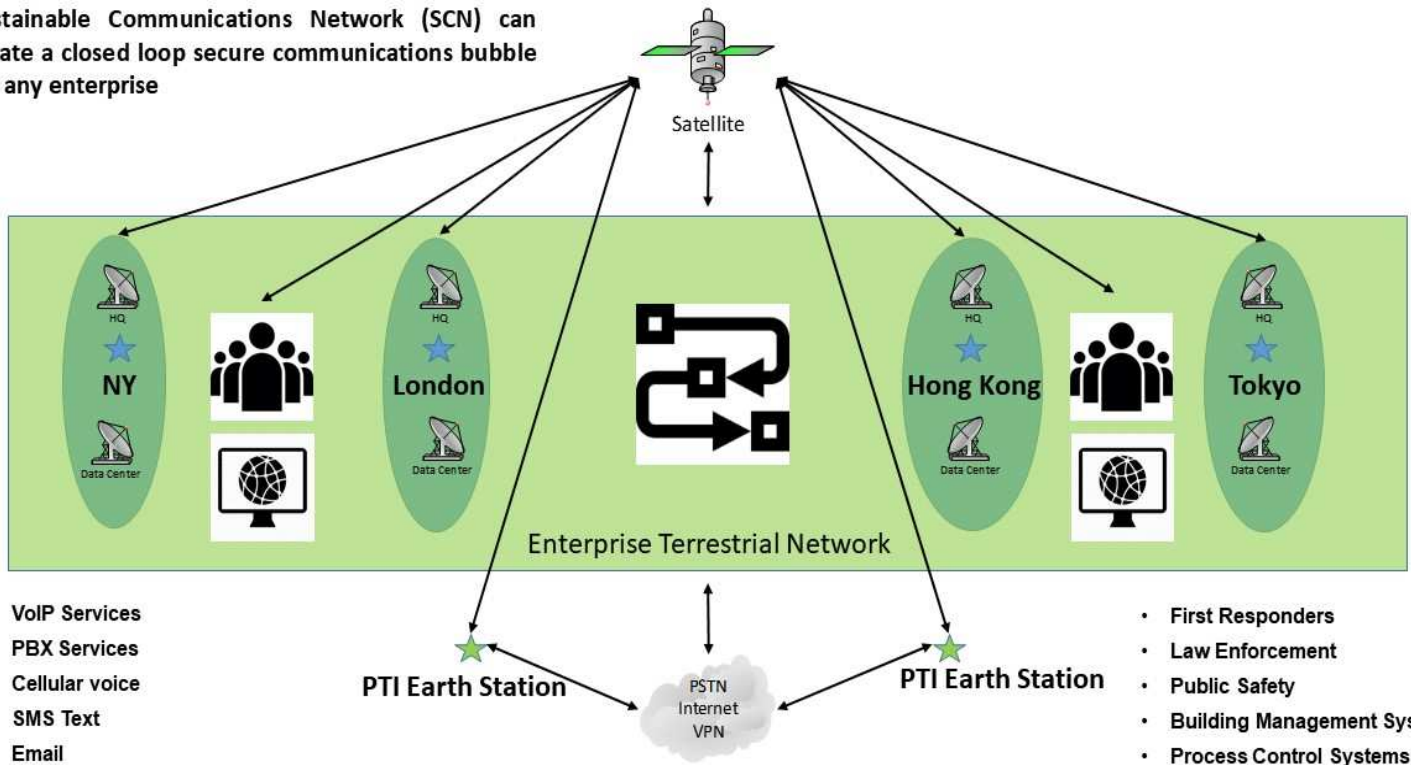 stainable Communications Network (SCN) can
ate a closed loop secure communications bubble
any enterprise
Satellite
HQ
NY
Data Center
HQ
London
Data Center
HQ
Hong Kong
Data Center
HQ
Tokyo
Data Center
Enterprise Terrestrial Network
VoIP Services
PBX Services
Cellular voice
SMS Text
Email
PTI Earth Station
PSTN
Internet
VPN
PTI Earth Station
• First Responders
• Law Enforcement
• Public Safety
• Building Management Sys
• Process Control Systems